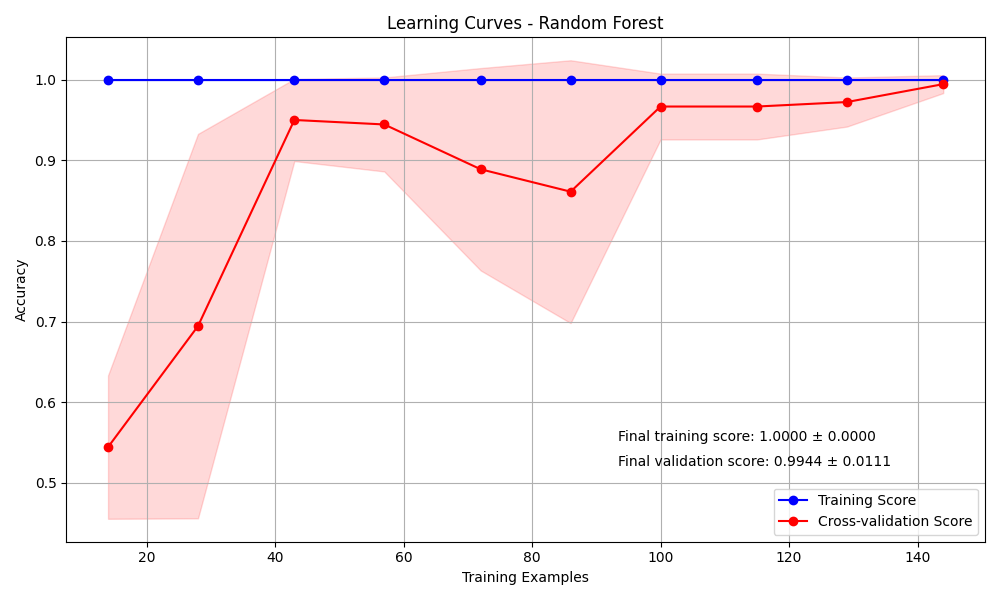 Learning Curves - Random Forest
Accuracy
1.0
0.9
0.8
0.7
0.6
0.5
Final training score: 1.0000 ± 0.0000
Final validation score: 0.9944 ± 0.0111
Training Score
Cross-validation Score
20 40 60 80 100 120 140
Training Examples